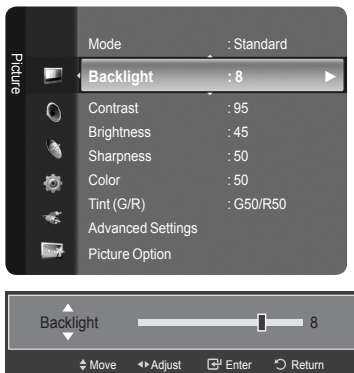 Picture
Mode : Standard
Backlight : 8
Contrast : 95
Brightness : 45
Sharpness : 50
Color : 50
Tint (G/R) : G50/R50
Advanced Settings
Picture Option
Backlight 8
Move Adjust Enter Return